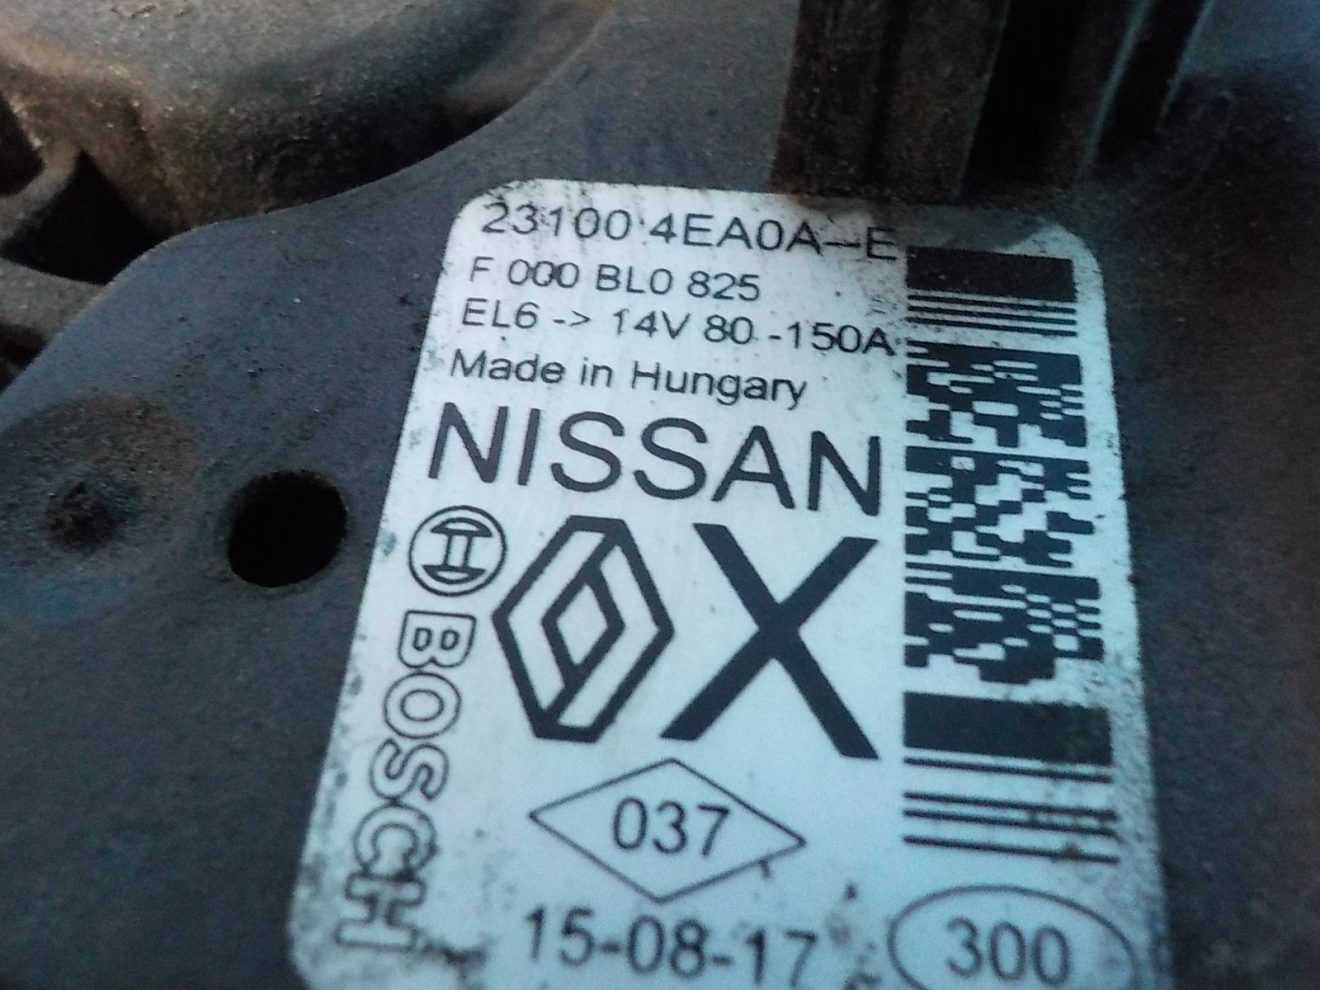 23100 4EA0A-E
F 000 BL0 825
EL6 -> 14V 80 -150A
Made in Hungary
NISSAN
BOSCH
X
037
15-08-17
300